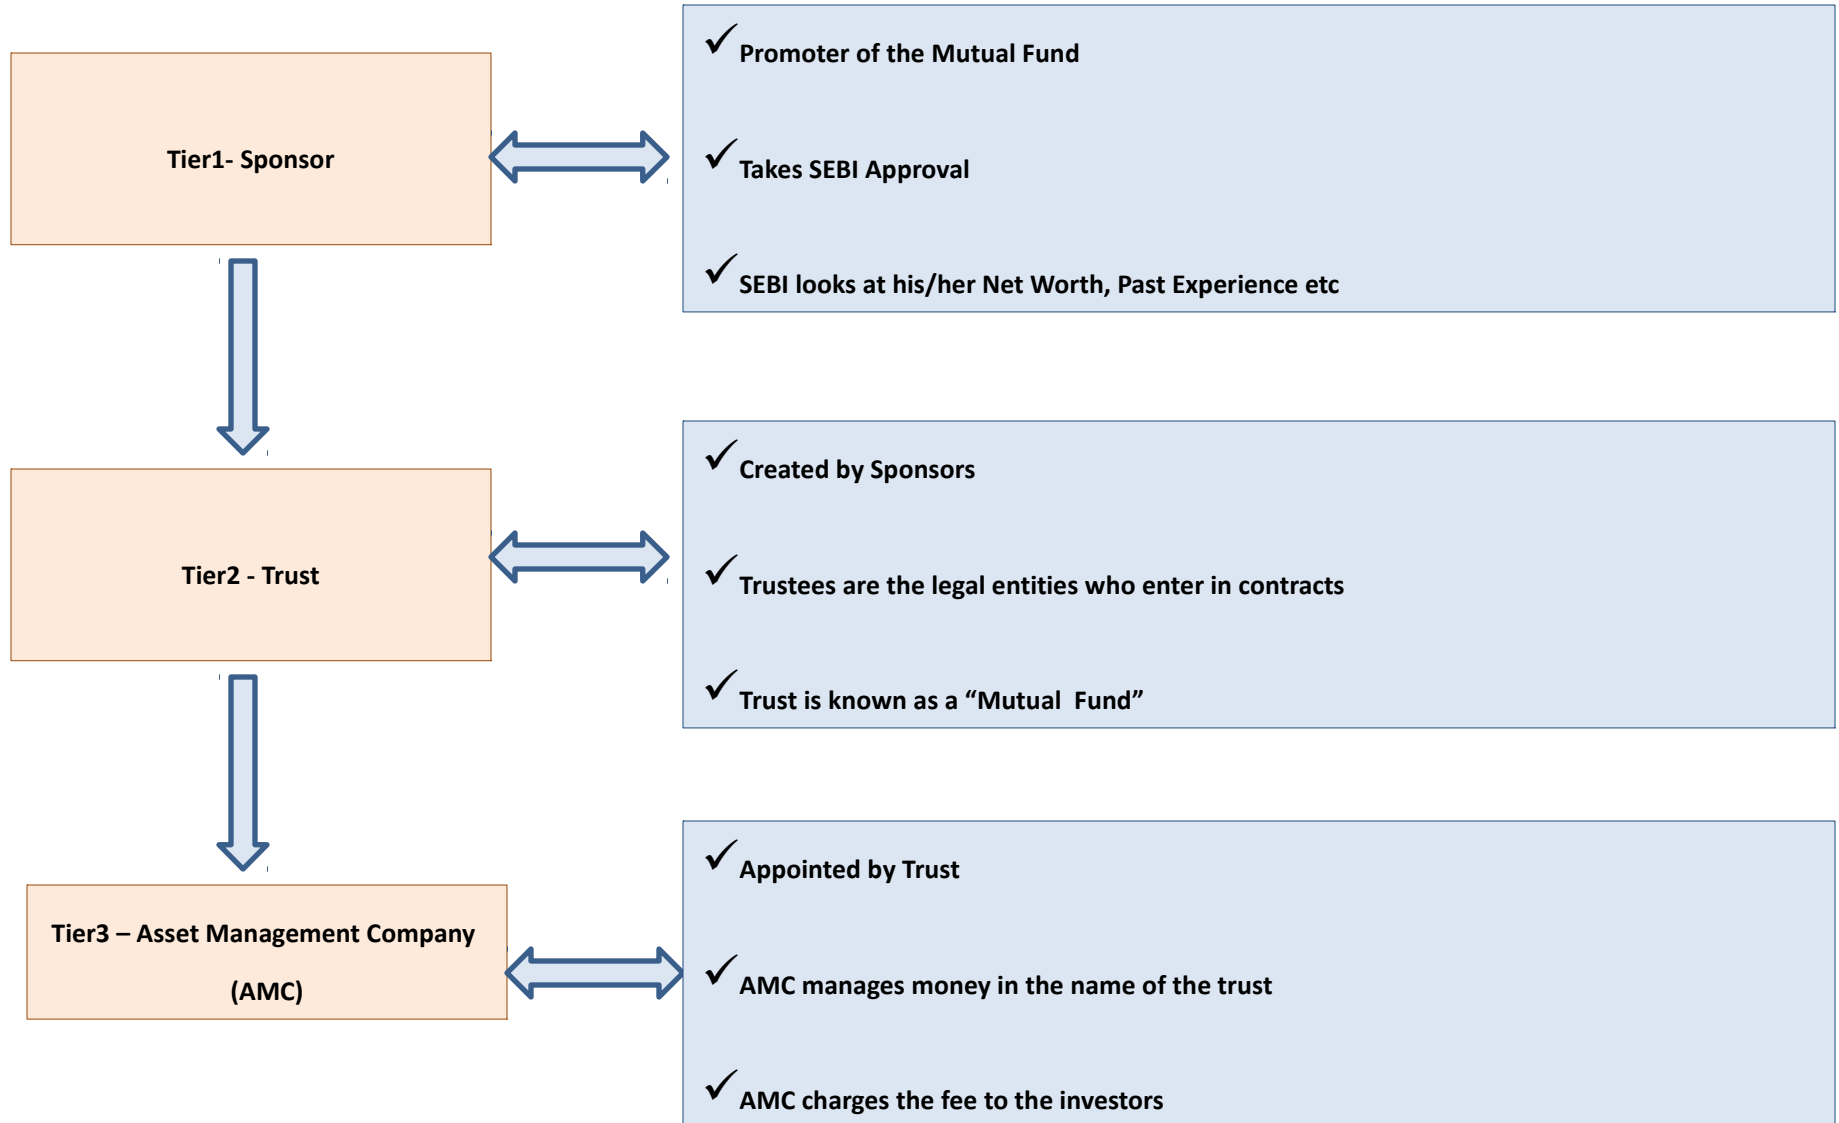 Tier1- Sponsor
✓Promoter of the Mutual Fund
✓Takes SEBI Approval
✓SEBI looks at his/her Net Worth, Past Experience etc
Tier2 - Trust
✓Created by Sponsors
✓Trustees are the legal entities who enter in contracts
✓Trust is known as a “Mutual  Fund”
Tier3 – Asset Management Company
(AMC)
✓Appointed by Trust
✓AMC manages money in the name of the trust
✓AMC charges the fee to the investors